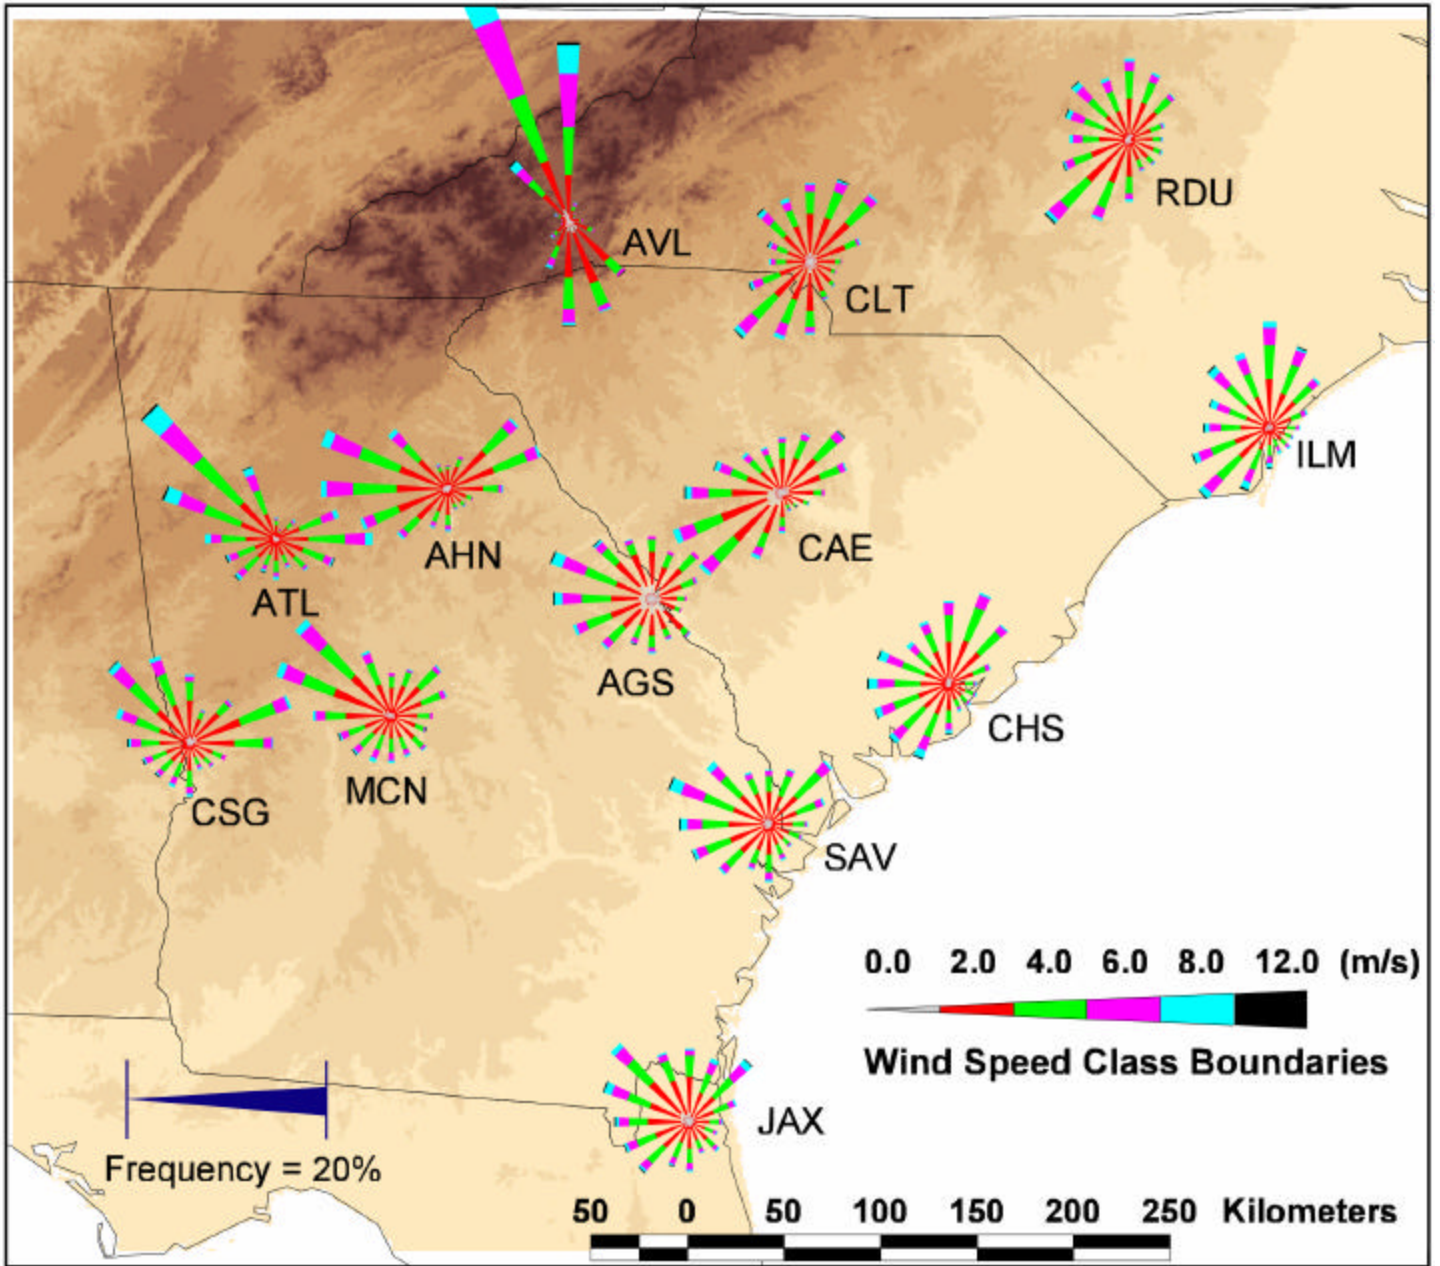 RDU
AVL
CLT
ILM
AHN
CAE
ATL
AGS
CHS
MCN
CSG
SAV
0.0 2.0 4.0 6.0 8.0 12.0 (m/s)
Wind Speed Class Boundaries
JAX
Frequency = 20%
50 0 50 100 150 200 250 Kilometers